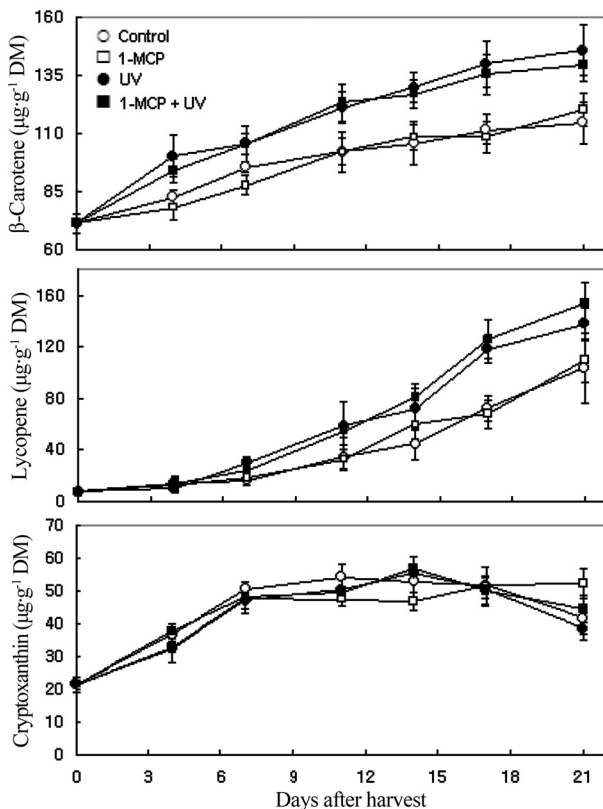 160
135
110
85
60
β-Carotene (μg·g-1 DM)
Control
1-MCP
UV
1-MCP + UV
160
120
80
40
0
Lycopene (μg·g-1 DM)
70
60
50
40
30
20
10
0
Cryptoxanthin (μg·g-1 DM)
0 3 6 9 12 15 18 21
Days after harvest